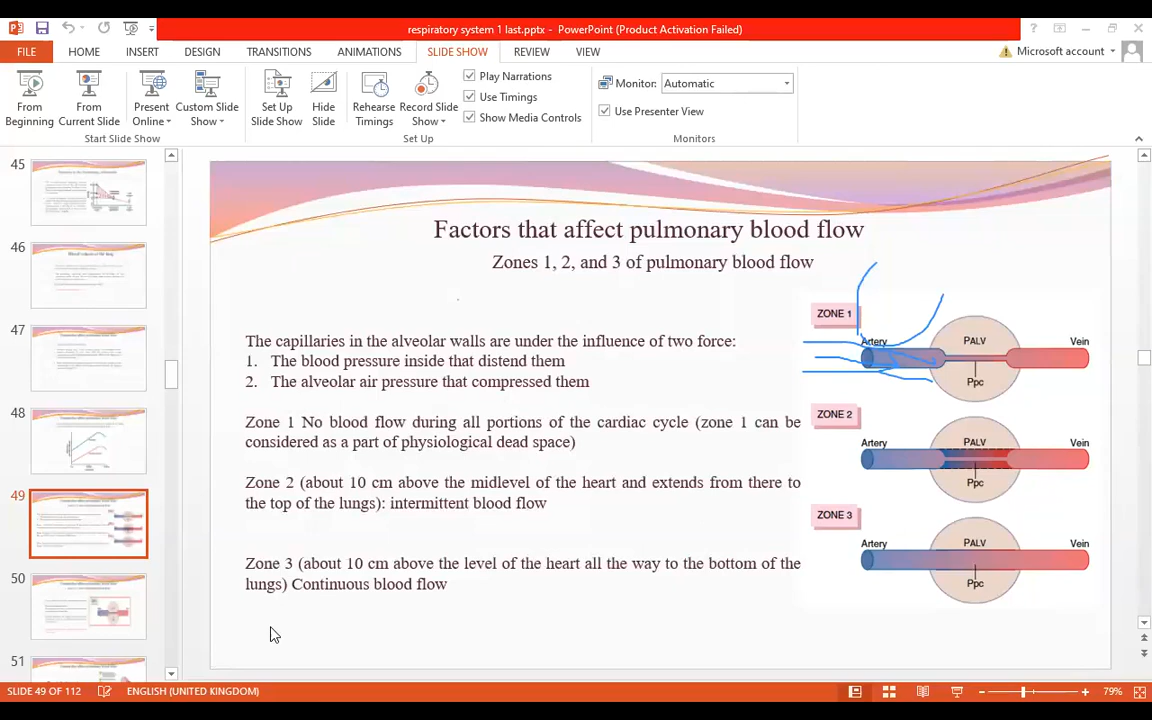 respiratory system 1 last.pptx - PowerPoint (Product Activation Failed)
FILE HOME INSERT DESIGN TRANSITIONS ANIMATIONS SLIDE SHOW REVIEW VIEW Microsoft account
From Beginning
From Current Slide
Present Online
Custom Slide Show
Set Up Slide Show
Hide Slide
Rehearse Timings
Record Slide Show
Play Narrations
Use Timings
Show Media Controls
Monitor: Automatic
Use Presenter View
Start Slide Show
Set Up
Monitors
45
46
47
48
49
50
51
Factors that affect pulmonary blood flow
Zones 1, 2, and 3 of pulmonary blood flow
The capillaries in the alveolar walls are under the influence of two force:
1. The blood pressure inside that distend them
2. The alveolar air pressure that compressed them
Zone 1 No blood flow during all portions of the cardiac cycle (zone 1 can be
considered as a part of physiological dead space)
Zone 2 (about 10 cm above the midlevel of the heart and extends from there to
the top of the lungs): intermittent blood flow
Zone 3 (about 10 cm above the level of the heart all the way to the bottom of the
lungs) Continuous blood flow
ZONE 1
Artery PALV Vein
Ppc
ZONE 2
Artery PALV Vein
Ppc
ZONE 3
Artery PALV Vein
Ppc
SLIDE 49 OF 112 ENGLISH (UNITED KINGDOM) 79%